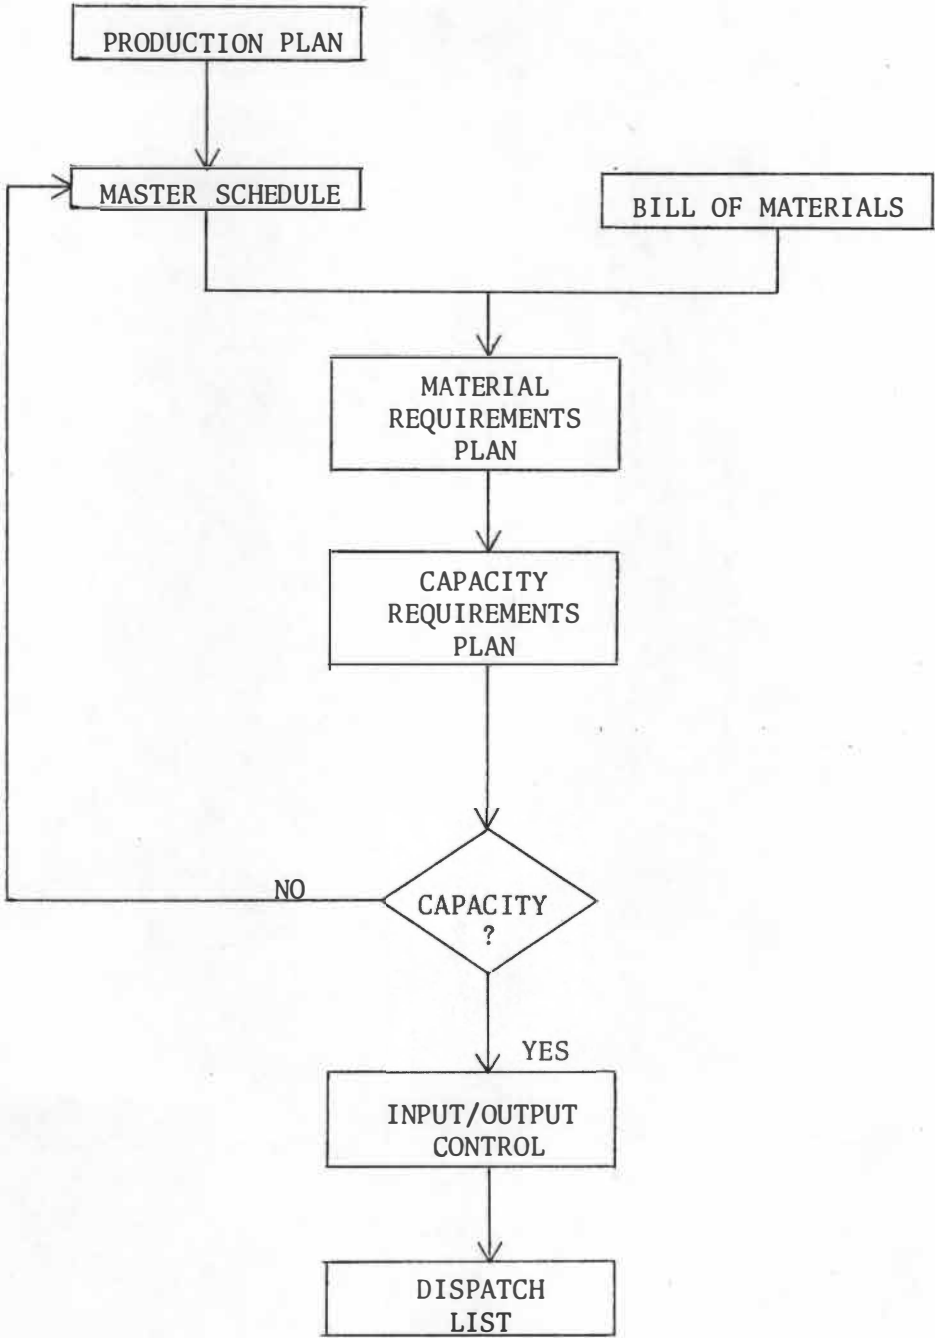 PRODUCTION PLAN
MASTER SCHEDULE
BILL OF MATERIALS
MATERIAL
REQUIREMENTS
PLAN
CAPACITY
REQUIREMENTS
PLAN
NO
CAPACITY
?
YES
INPUT/OUTPUT
CONTROL
DISPATCH
LIST